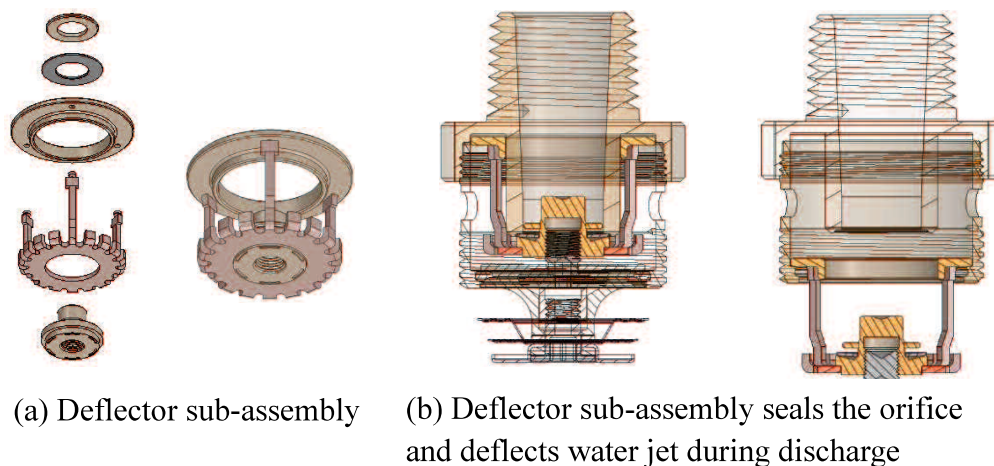 (a) Deflector sub-assembly
(b) Deflector sub-assembly seals the orifice
and deflects water jet during discharge